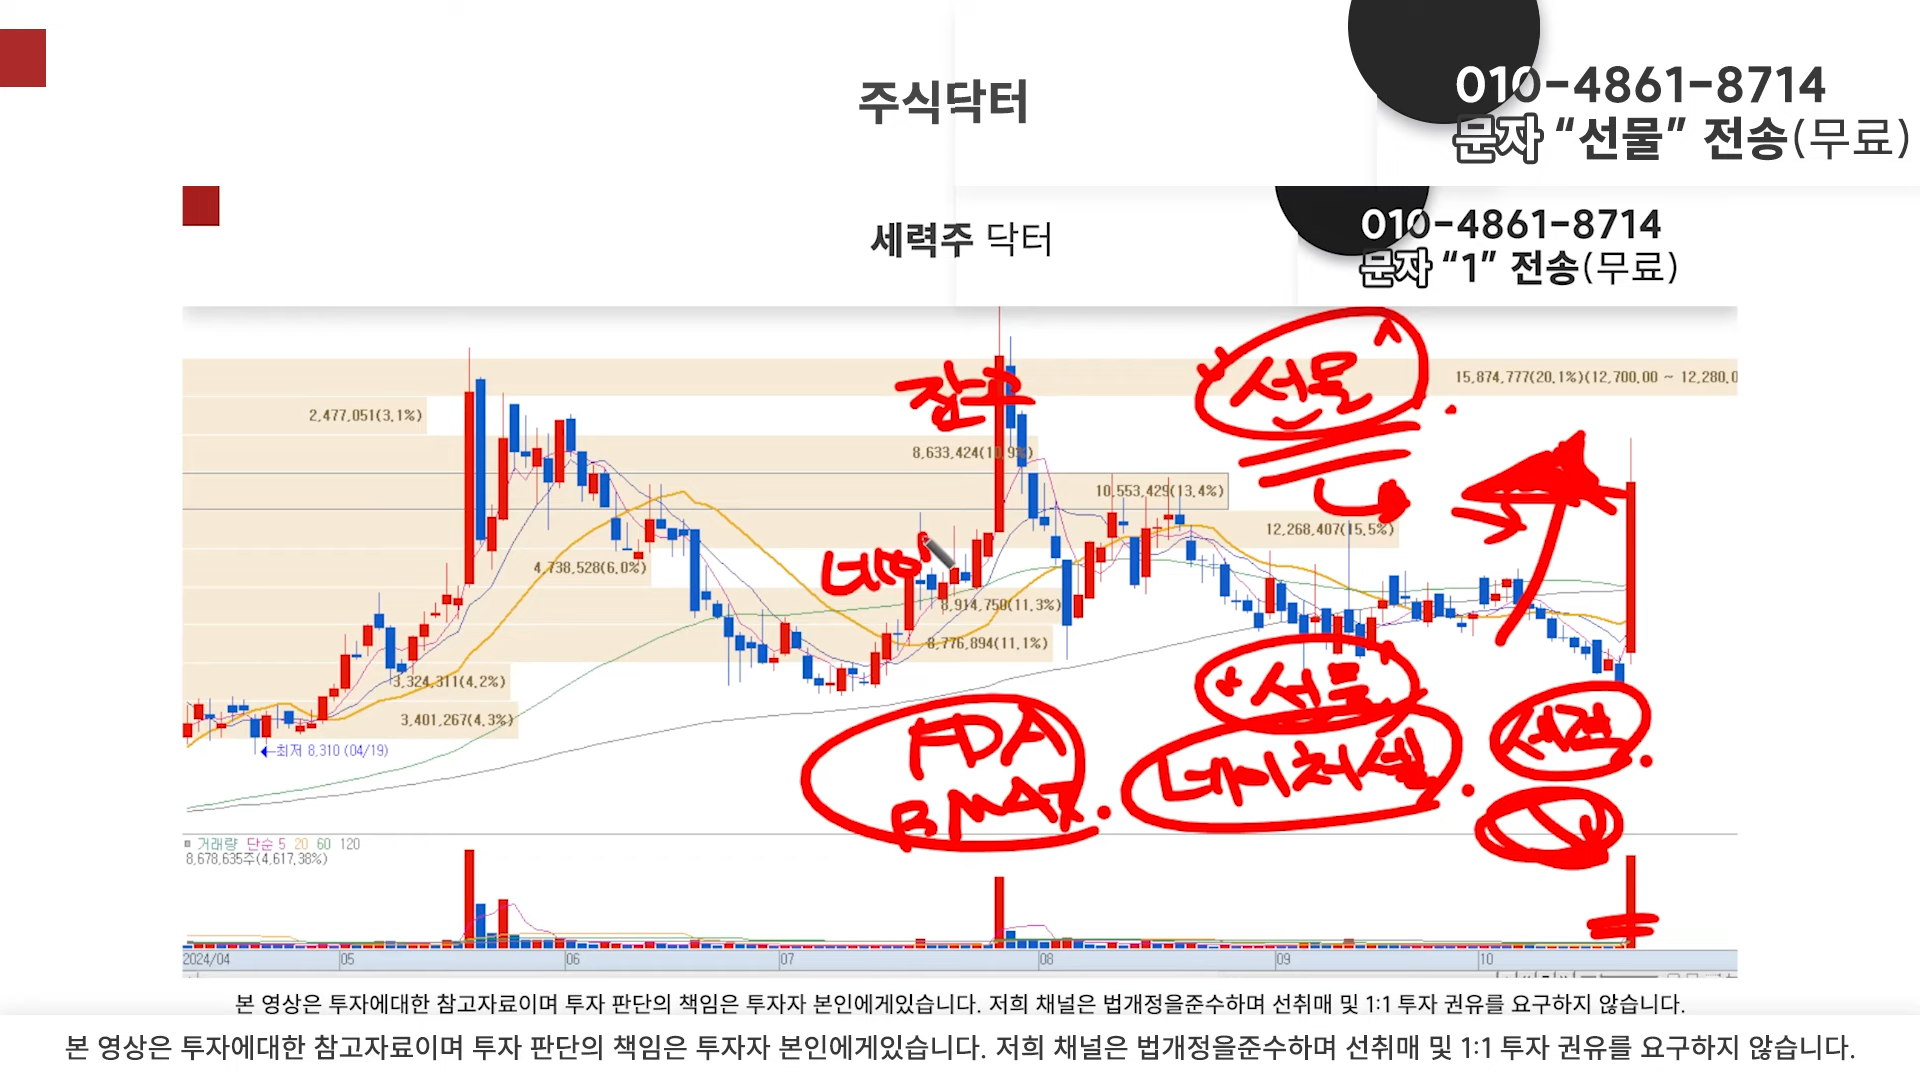 주식닥터
010-4861-8714
문자 “선물” 전송(무료)
세력주 닥터
010-4861-8714
문자 “1” 전송(무료)
선물
15,874,777(20.1%)(12,700.00 ~ 12,280.0
2,477,051(3.1%)
8,633,424(10.9%)
10,553,429(13.4%)
12,268,407(15.5%)
4,738,528(6.0%)
8,914,750(11.3%)
8,776,894(11.1%)
3,324,311(4.2%)
3,401,267(4.3%)
최저 8,310 (04/19)
FDA
네이처셀
거래량 단순 5 20 60 120
8,678,635주(4,617.38%)
2024/04 05 06 07 08 09 10
본 영상은 투자에대한 참고자료이며 투자 판단의 책임은 투자자 본인에게있습니다. 저희 채널은 법개정을준수하며 선취매 및 1:1 투자 권유를 요구하지 않습니다.
본 영상은 투자에대한 참고자료이며 투자 판단의 책임은 투자자 본인에게있습니다. 저희 채널은 법개정을준수하며 선취매 및 1:1 투자 권유를 요구하지 않습니다.